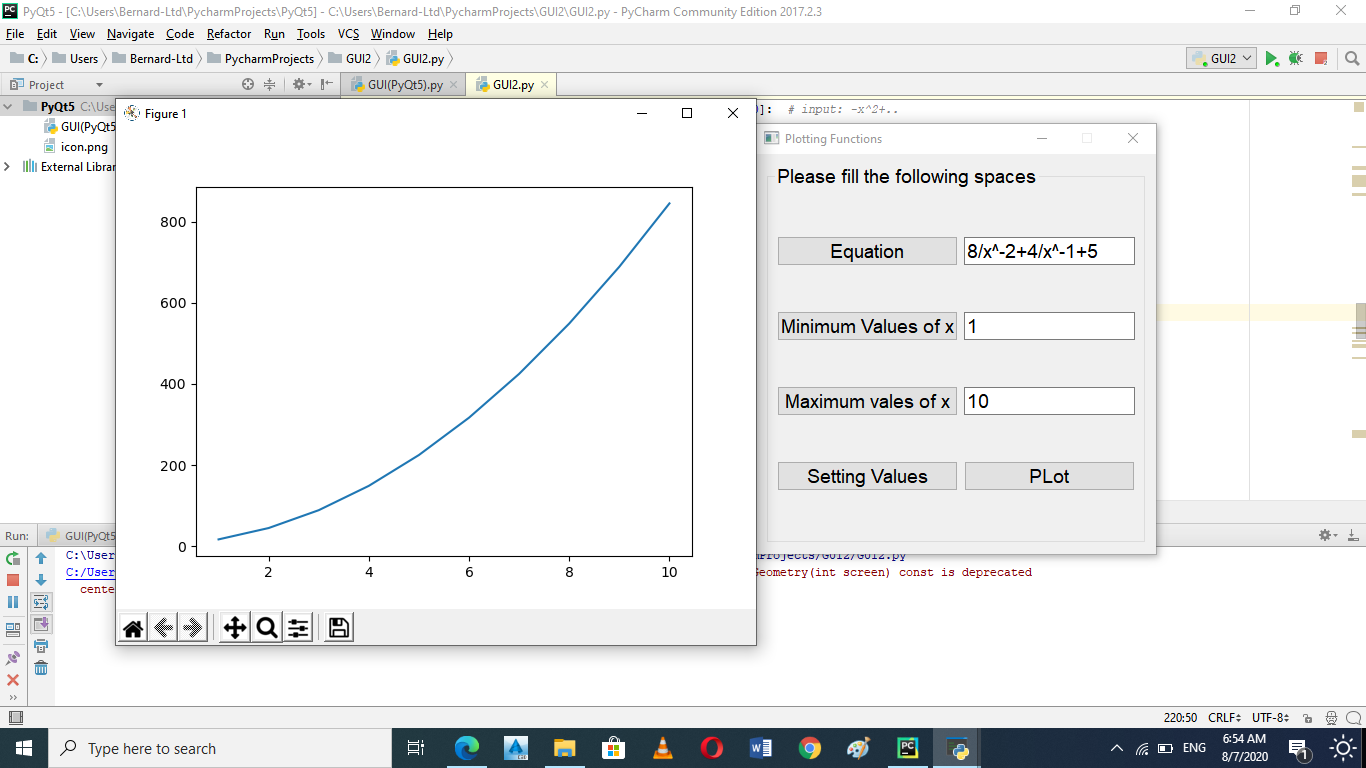 PyQt5 - [C:\Users\Bernard-Ltd\PycharmProjects\PyQt5] - C:\Users\Bernard-Ltd\PycharmProjects\GUI2\GUI2.py - PyCharm Community Edition 2017.2.3
File Edit View Navigate Code Refactor Run Tools VCS Window Help
C: Users Bernard-Ltd PycharmProjects GUI2 GUI2.py GUI2
Project GUI(PyQt5).py GUI2.py
PyQt5 C:\Use
GUI(PyQt5
icon.png
External Librar
]: # input: -x^2+..
Figure 1
800
600
400
200
0
2 4 6 8 10
Plotting Functions
Please fill the following spaces
Equation 8/x^-2+4/x^-1+5
Minimum Values of x 1
Maximum vales of x 10
Setting Values PLot
Run: GUI(PyQt5
C:\User nProjects/GUI2/GUI2.py
C:/User Geometry(int screen) const is deprecated
cente
220:50 CRLF UTF-8
Type here to search
ENG
6:54 AM
8/7/2020
1